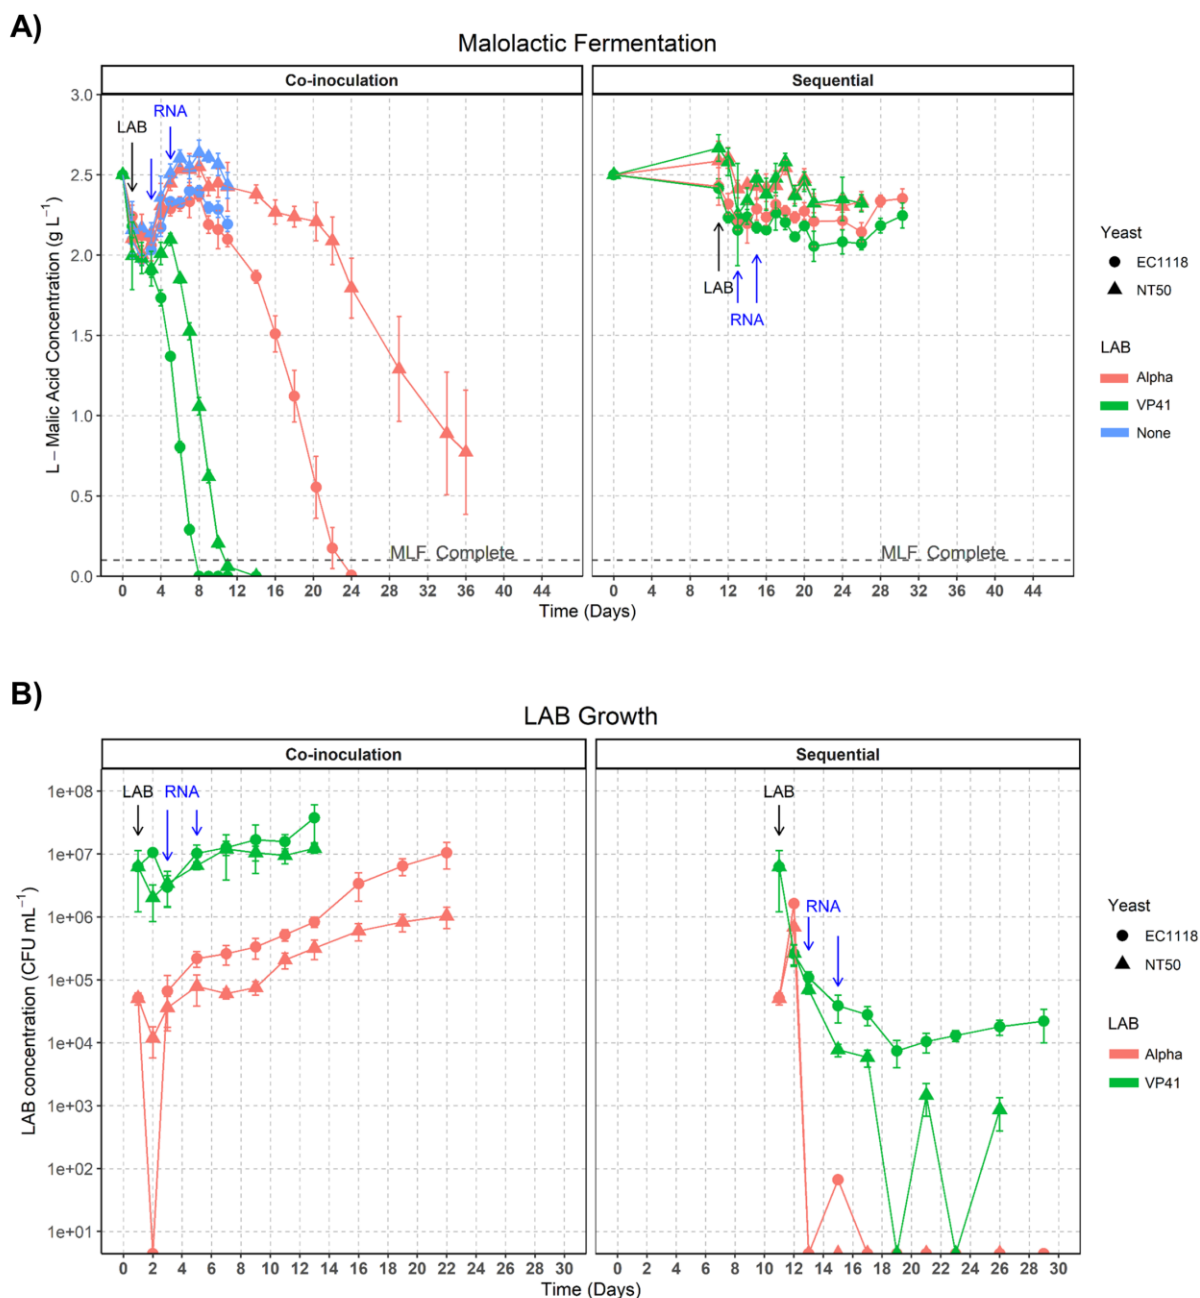 A)
Malolactic Fermentation
Co-inoculation
Sequential
3.0
2.5
2.0
1.5
1.0
0.5
0.0
L−Malic Acid Concentration (g L⁻¹)
LAB
RNA
LAB
RNA
MLF Complete
MLF Complete
0 4 8 12 16 20 24 28 32 36 40 44
0 4 8 12 16 20 24 28 32 36 40 44
Time (Days)
Yeast
EC1118
NT50
LAB
Alpha
VP41
None
B)
LAB Growth
Co-inoculation
Sequential
1e+08
1e+07
1e+06
1e+05
1e+04
1e+03
1e+02
1e+01
LAB concentration (CFU mL⁻¹)
LAB
RNA
LAB
RNA
0 2 4 6 8 10 12 14 16 18 20 22 24 26 28 30
0 2 4 6 8 10 12 14 16 18 20 22 24 26 28 30
Time (Days)
Yeast
EC1118
NT50
LAB
Alpha
VP41